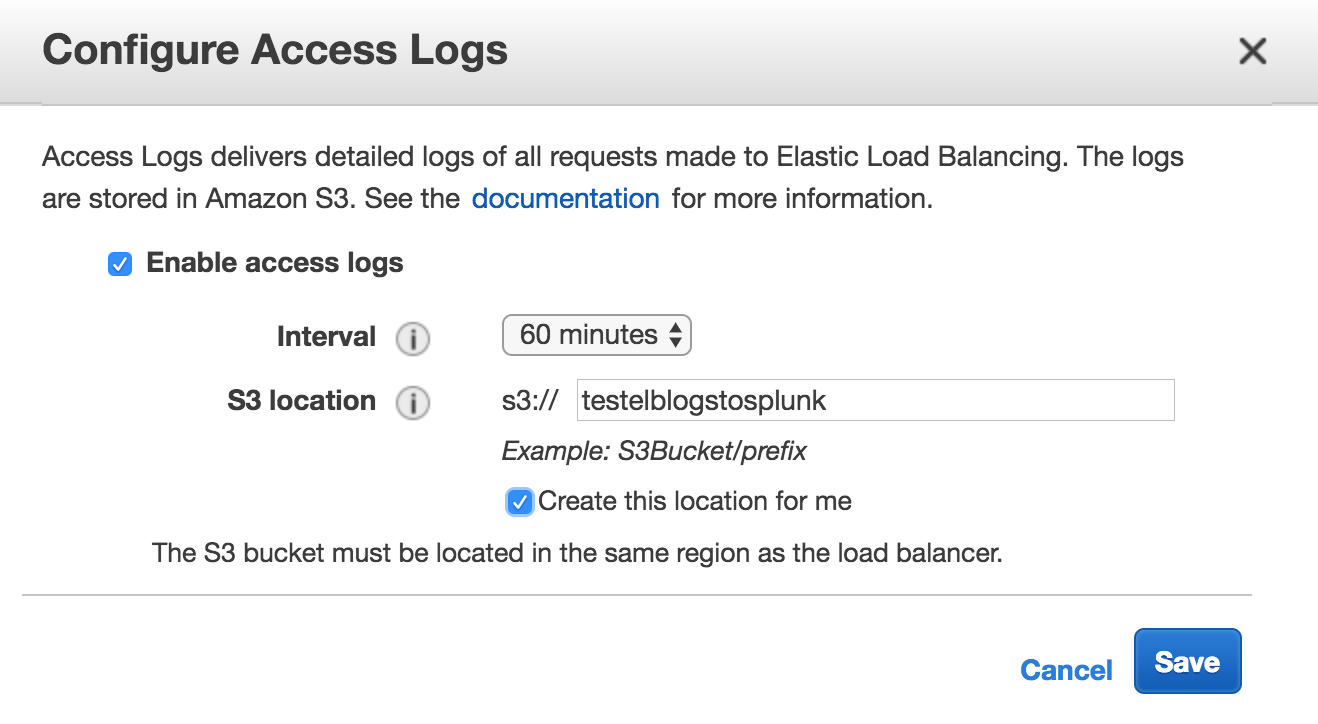 Configure Access Logs
Access Logs delivers detailed logs of all requests made to Elastic Load Balancing. The logs
are stored in Amazon S3. See the documentation for more information.
Enable access logs
Interval i 60 minutes
S3 location i s3:// testelblogstosplunk
Example: S3Bucket/prefix
Create this location for me
The S3 bucket must be located in the same region as the load balancer.
Cancel Save